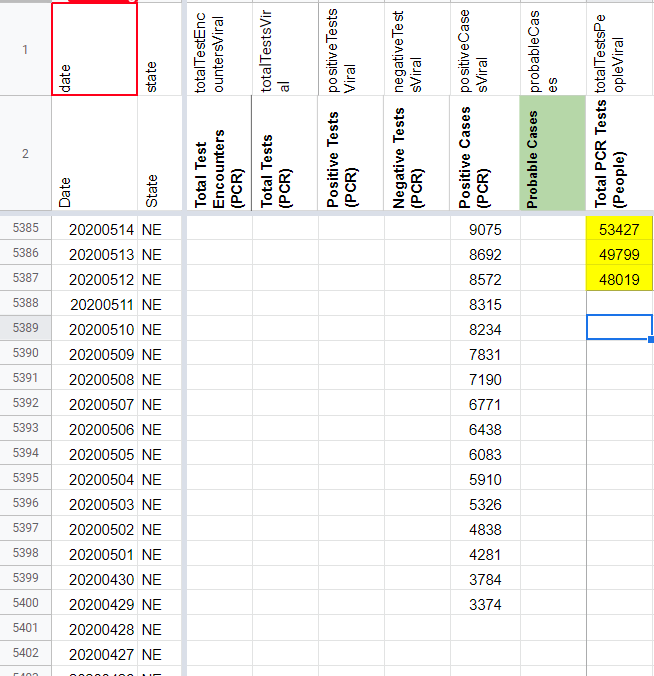 1 date state totalTestEncountersViral totalTestsViral positiveTestsViral negativeTestsViral positiveCasesViral probableCases totalTestsPeopleViral
2 Date State Total Test Encounters (PCR) Total Tests (PCR) Positive Tests (PCR) Negative Tests (PCR) Positive Cases (PCR) Probable Cases Total PCR Tests (People)
5385 20200514 NE 9075 53427
5386 20200513 NE 8692 49799
5387 20200512 NE 8572 48019
5388 20200511 NE 8315
5389 20200510 NE 8234
5390 20200509 NE 7831
5391 20200508 NE 7190
5392 20200507 NE 6771
5393 20200506 NE 6438
5394 20200505 NE 6083
5395 20200504 NE 5910
5396 20200503 NE 5326
5397 20200502 NE 4838
5398 20200501 NE 4281
5399 20200430 NE 3784
5400 20200429 NE 3374
5401 20200428 NE
5402 20200427 NE